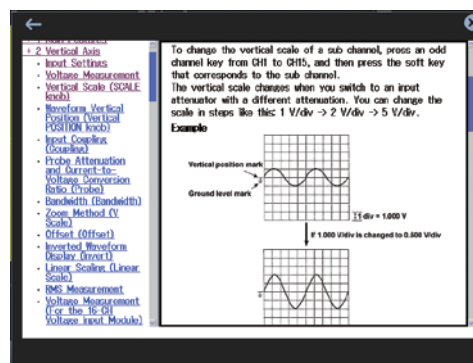 + 2 Vertical Axis
Input Settings
Voltage Measurement
Vertical Scale (SCALE
knob)
Waveform Vertical
Position (Vertical
POSITION knob)
Input Coupling
(Coupling)
Probe Attenuation
and Current-to-
Voltage Conversion
Ratio (Probe)
Bandwidth (Bandwidth)
Zoom Method (V
Scale)
Offset (Offset)
Inverted Waveform
Display (Invert)
Linear Scaling (Linear
Scale)
RMS Measurement
Voltage Measurement
(For the 16-CH
Voltage Input Module)
To change the vertical scale of a sub channel, press an odd
channel key from CH1 to CH15, and then press the soft key
that corresponds to the sub channel.
The vertical scale changes when you switch to an input
attenuator with a different attenuation. You can change the
scale in steps like this: 1 V/div -> 2 V/div -> 5 V/div.
Example
Vertical position mark
Ground level mark
1 div = 1.000 V
If 1.000 V/div is changed to 0.500 V/div